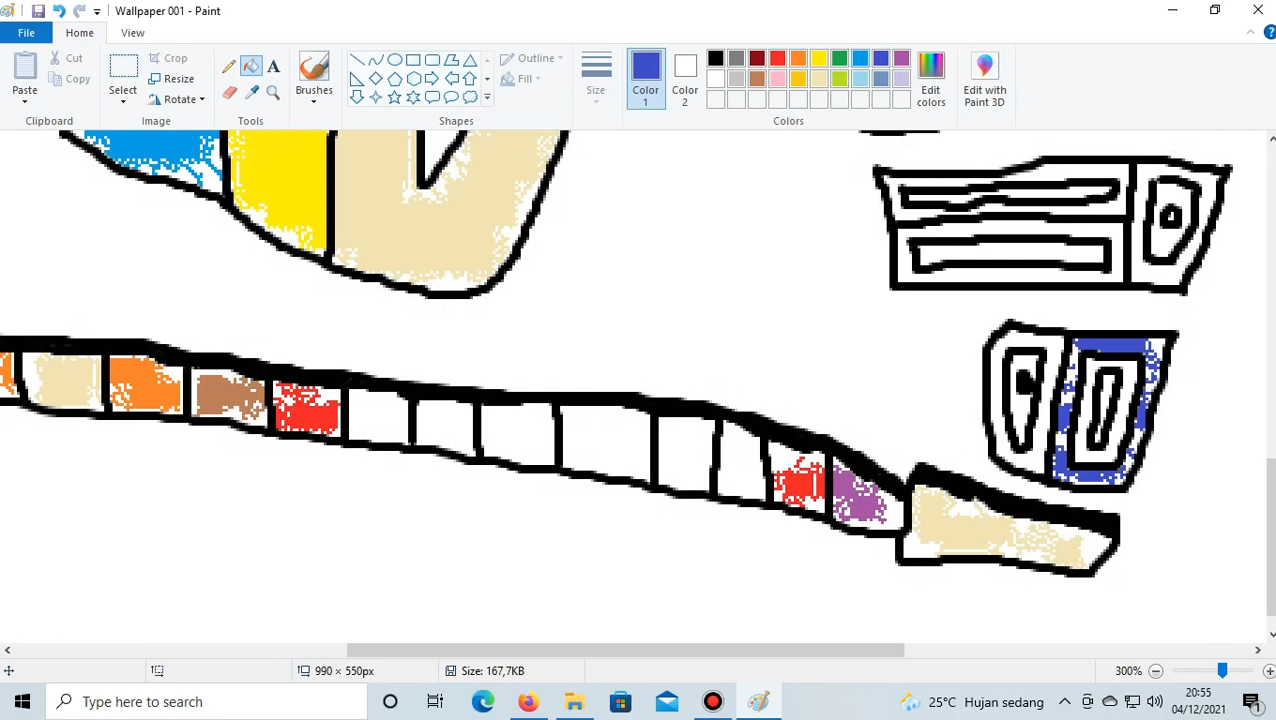 Wallpaper 001 - Paint
File Home View
Paste Cut Copy
Clipboard
Select Crop Resize Rotate
Image
Tools
Brushes
Outline Fill
Shapes
Size
Color 1 Color 2
Edit colors
Colors
Edit with Paint 3D
990 × 550px Size: 167,7KB 300%
Type here to search
25°C Hujan sedang
20:55
04/12/2021